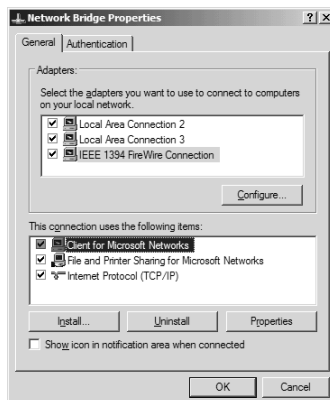 Network Bridge Properties
General
Authentication
Adapters:
Select the adapters you want to use to connect to computers
on your local network.
Local Area Connection 2
Local Area Connection 3
IEEE 1394 FireWire Connection
Configure...
This connection uses the following items:
Client for Microsoft Networks
File and Printer Sharing for Microsoft Networks
Internet Protocol (TCP/IP)
Install...
Uninstall
Properties
Show icon in notification area when connected
OK
Cancel